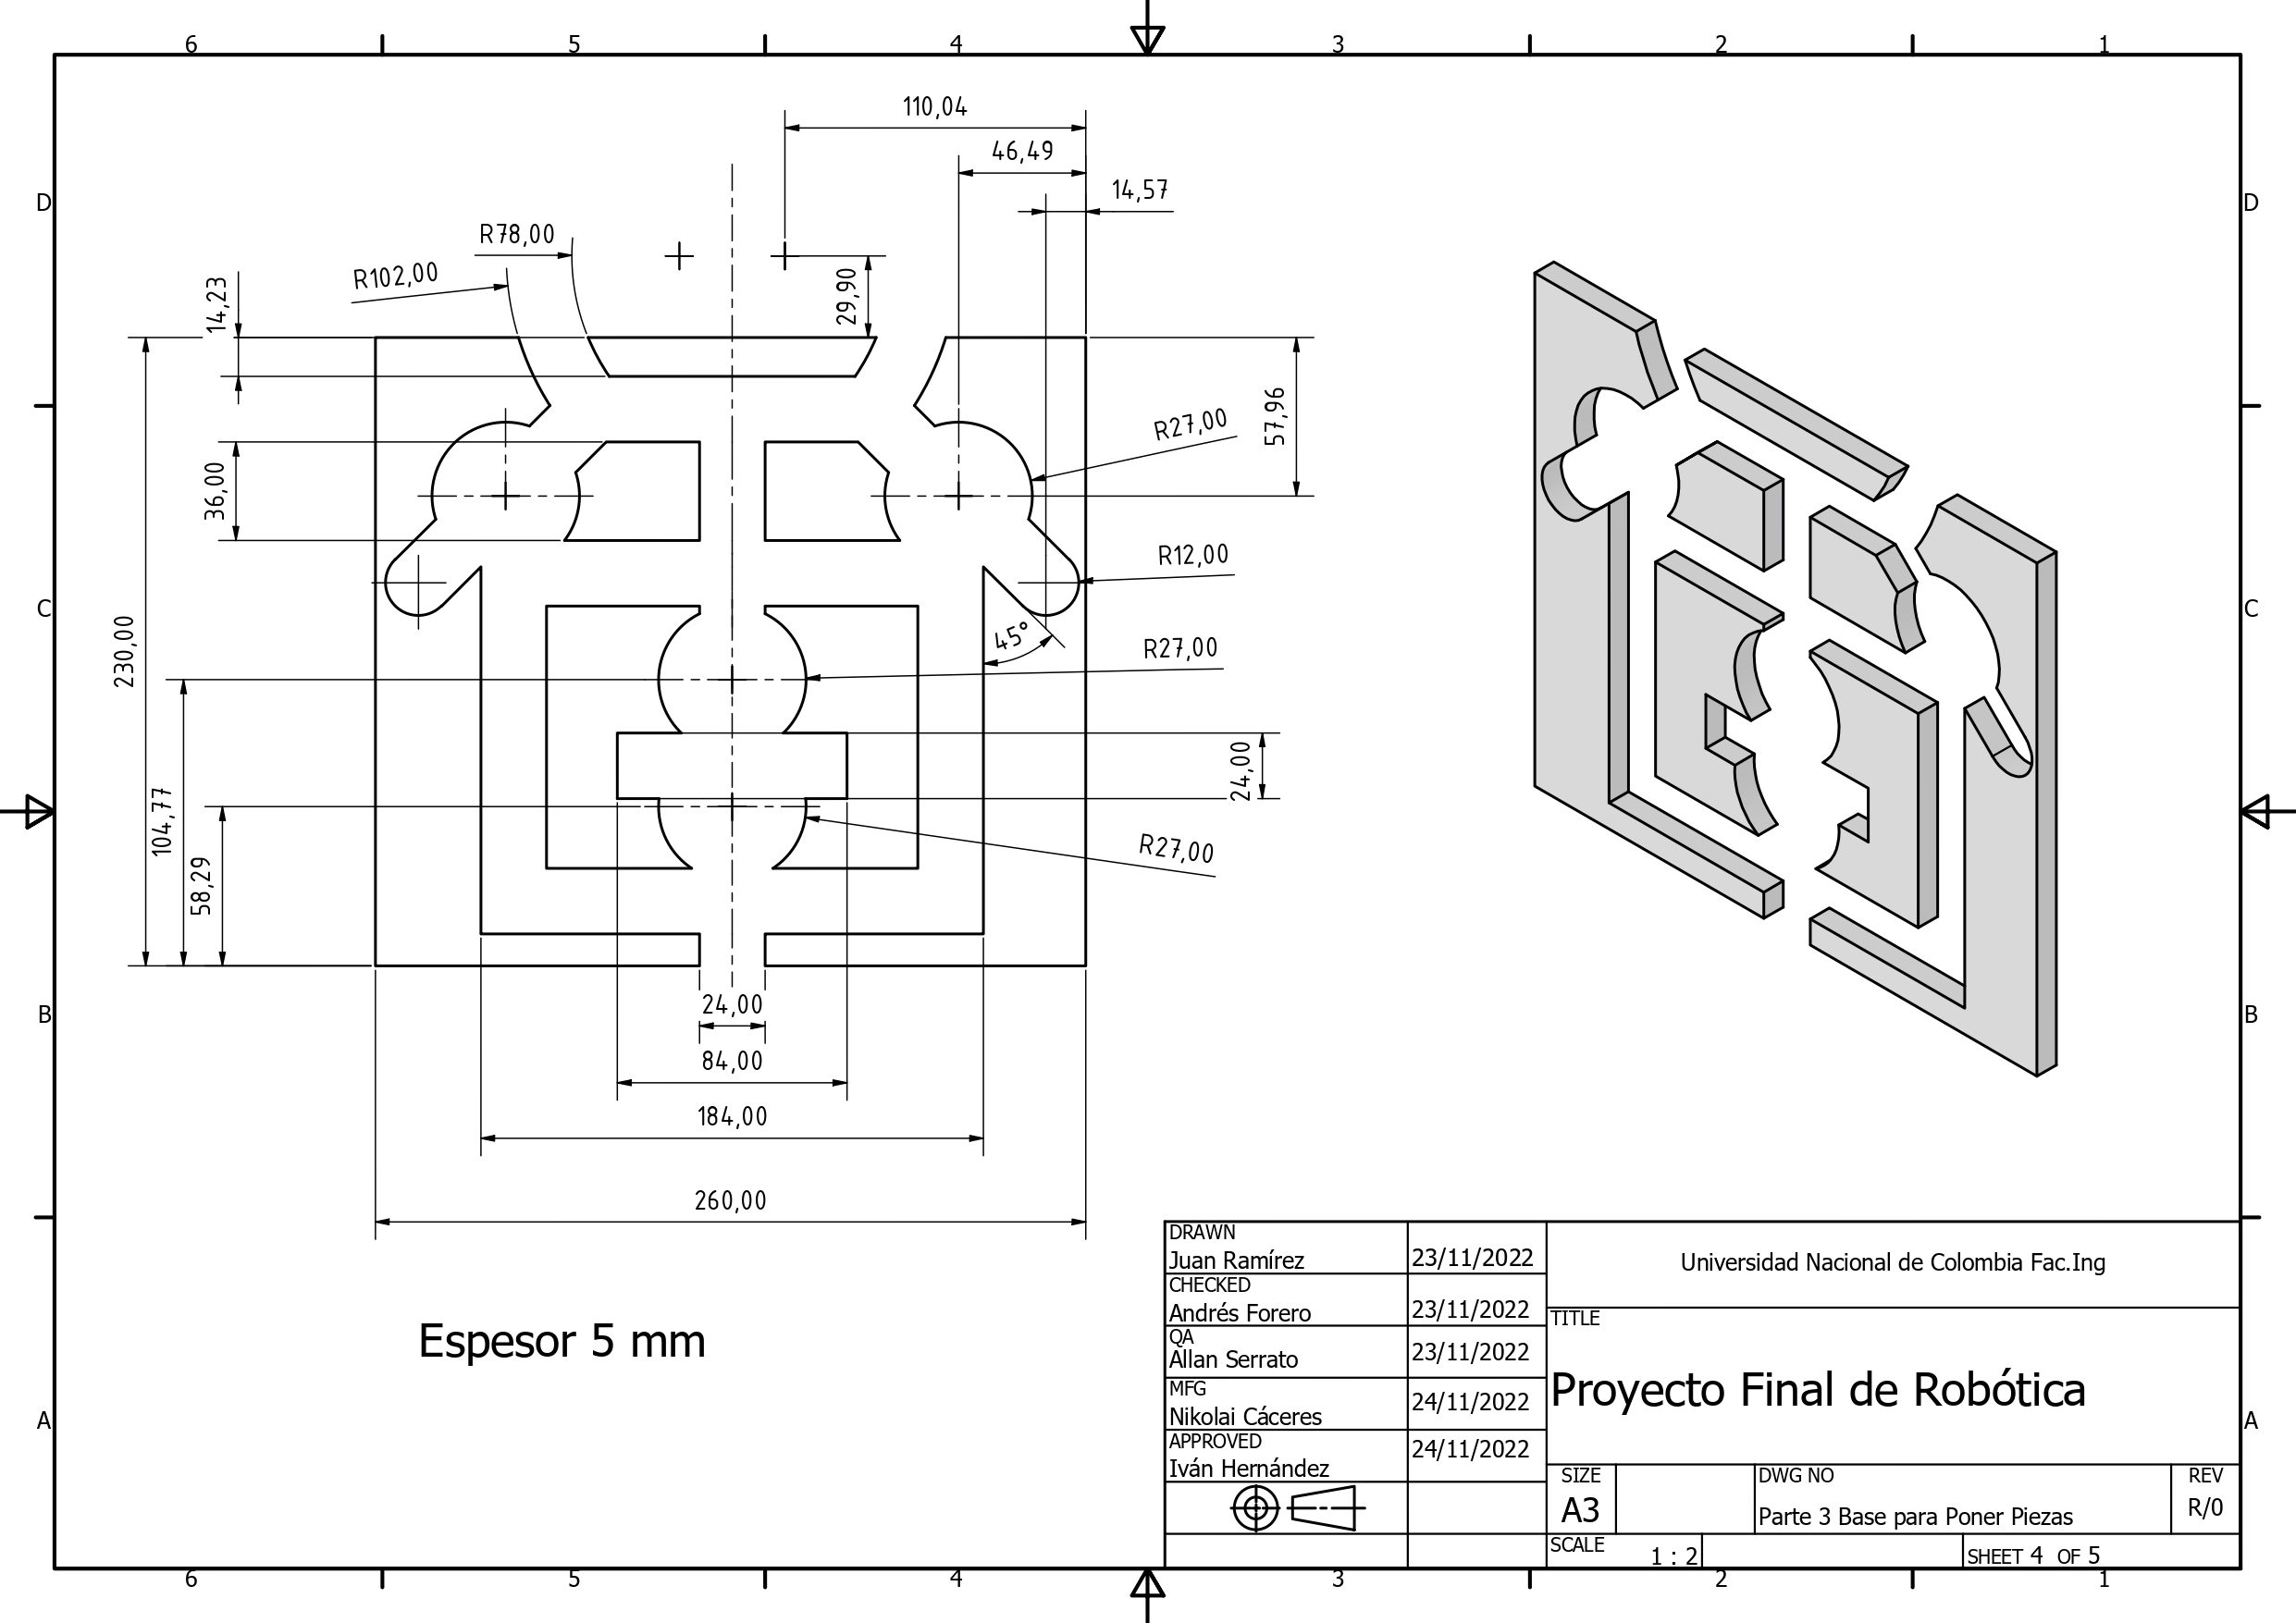 6 5 4 3 2 1
110,04
46,49
14,57
D D
R78,00
R102,00
14,23
29,90
57,96
R27,00
36,00
R12,00
C C
45°
230,00
R27,00
104,77
24,00
58,29
R27,00
24,00
B B
84,00
184,00
260,00
Espesor 5 mm
A A
DRAWN
Juan Ramírez 23/11/2022
CHECKED
Andrés Forero 23/11/2022
QA
Allan Serrato 23/11/2022
MFG
Nikolai Cáceres 24/11/2022
APPROVED
Iván Hernández 24/11/2022
Universidad Nacional de Colombia Fac.Ing
TITLE
Proyecto Final de Robótica
SIZE
A3
DWG NO
Parte 3 Base para Poner Piezas
REV
R/0
SCALE
1 : 2
SHEET 4 OF 5
6 5 4 3 2 1